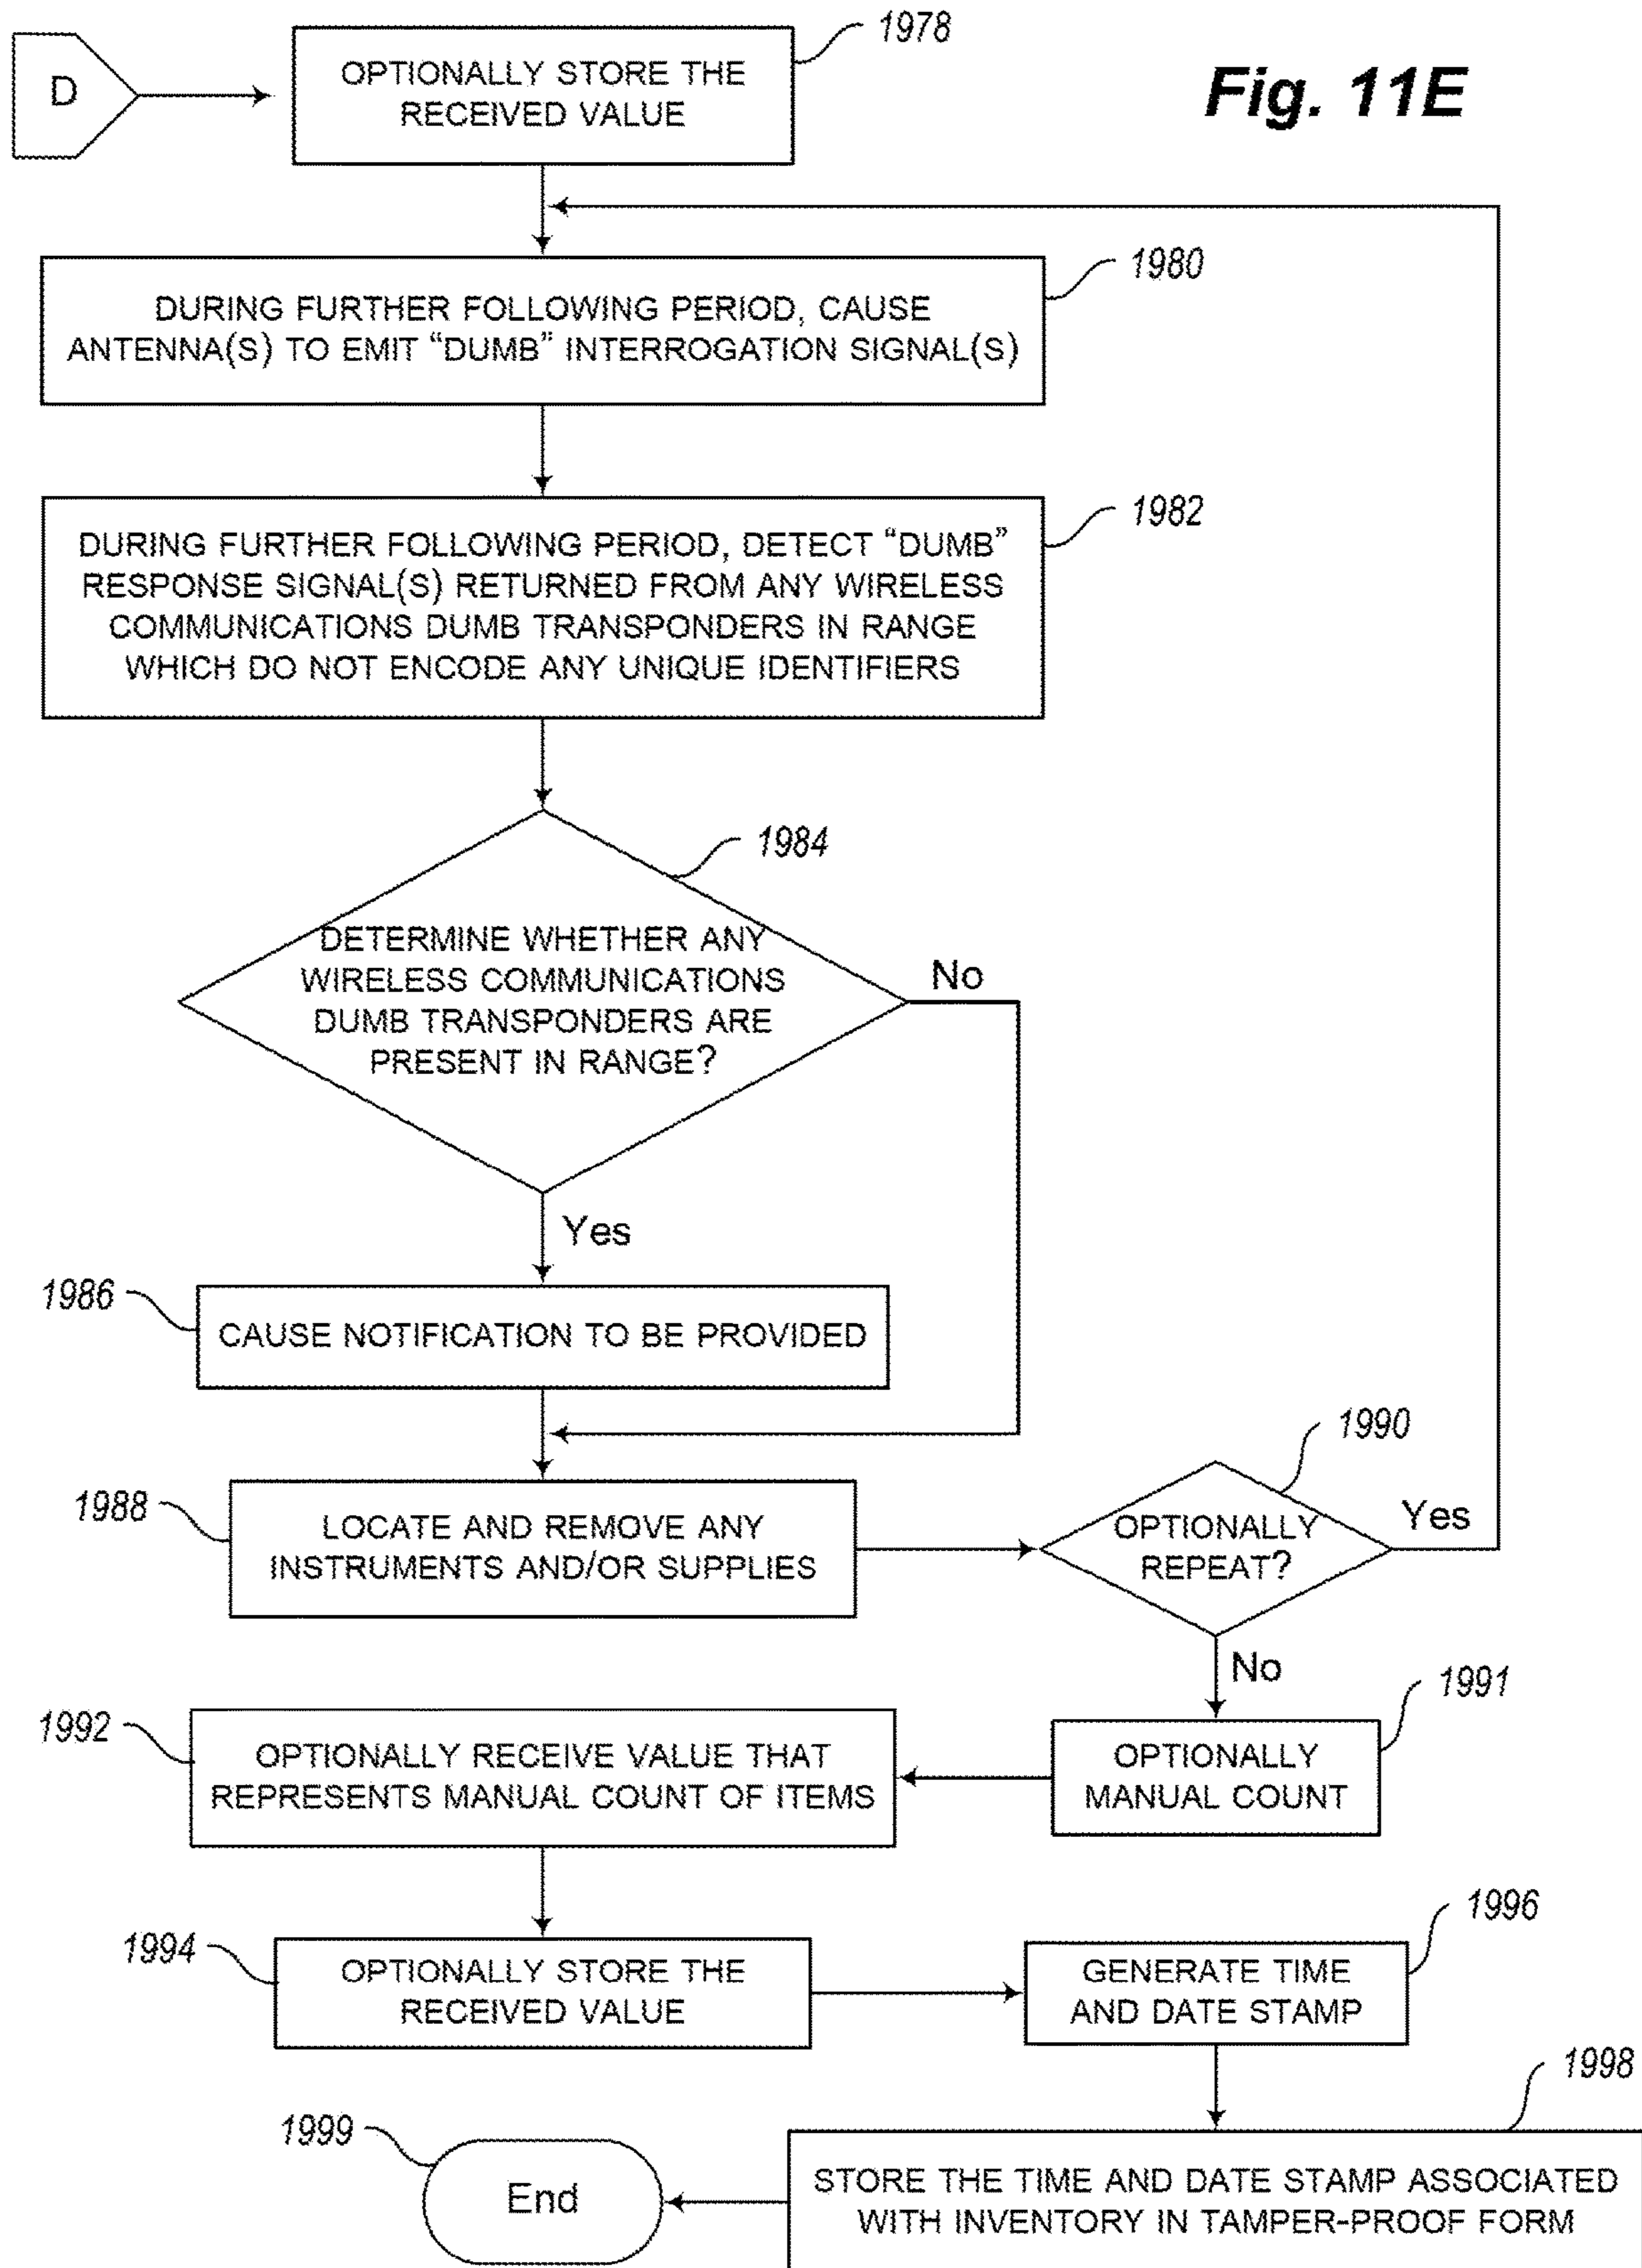 D
OPTIONALLY STORE THE
RECEIVED VALUE
1978
Fig. 11E
1980
DURING FURTHER FOLLOWING PERIOD, CAUSE
ANTENNA(S) TO EMIT “DUMB” INTERROGATION SIGNAL(S)
1982
DURING FURTHER FOLLOWING PERIOD, DETECT “DUMB”
RESPONSE SIGNAL(S) RETURNED FROM ANY WIRELESS
COMMUNICATIONS DUMB TRANSPONDERS IN RANGE
WHICH DO NOT ENCODE ANY UNIQUE IDENTIFIERS
1984
DETERMINE WHETHER ANY
WIRELESS COMMUNICATIONS
DUMB TRANSPONDERS ARE
PRESENT IN RANGE?
No
Yes
1986
CAUSE NOTIFICATION TO BE PROVIDED
1988
LOCATE AND REMOVE ANY
INSTRUMENTS AND/OR SUPPLIES
1990
OPTIONALLY
REPEAT?
Yes
No
1991
OPTIONALLY
MANUAL COUNT
1992
OPTIONALLY RECEIVE VALUE THAT
REPRESENTS MANUAL COUNT OF ITEMS
1994
OPTIONALLY STORE THE
RECEIVED VALUE
1996
GENERATE TIME
AND DATE STAMP
1998
STORE THE TIME AND DATE STAMP ASSOCIATED
WITH INVENTORY IN TAMPER-PROOF FORM
1999
End